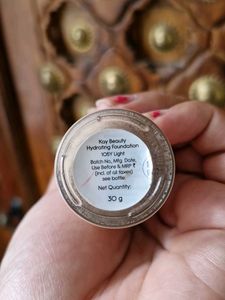 Kay Beauty
Hydrating Foundation
105Y Light
Batch No., Mfg. Date,
Use Before & MRP ₹
(incl. of all taxes)
see bottle.
Net Quantity:
30 g